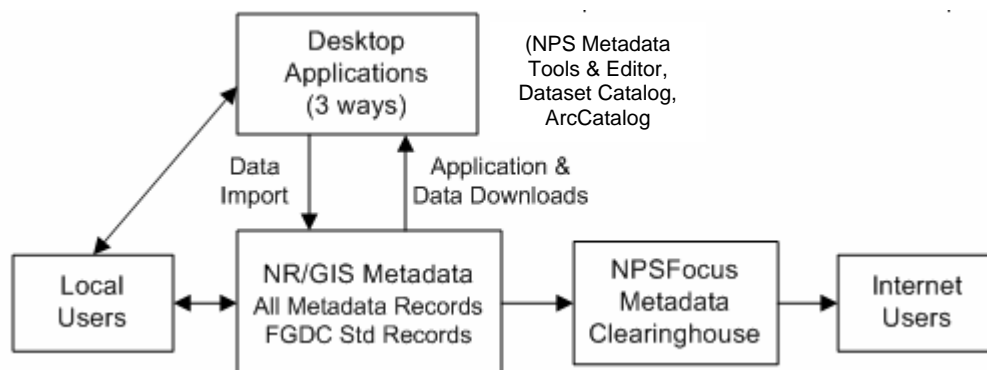 Desktop
Applications
(3 ways)
(NPS Metadata
Tools & Editor,
Dataset Catalog,
ArcCatalog
Data
Import
Application &
Data Downloads
Local
Users
NR/GIS Metadata
All Metadata Records
FGDC Std Records
NPSFocus
Metadata
Clearinghouse
Internet
Users